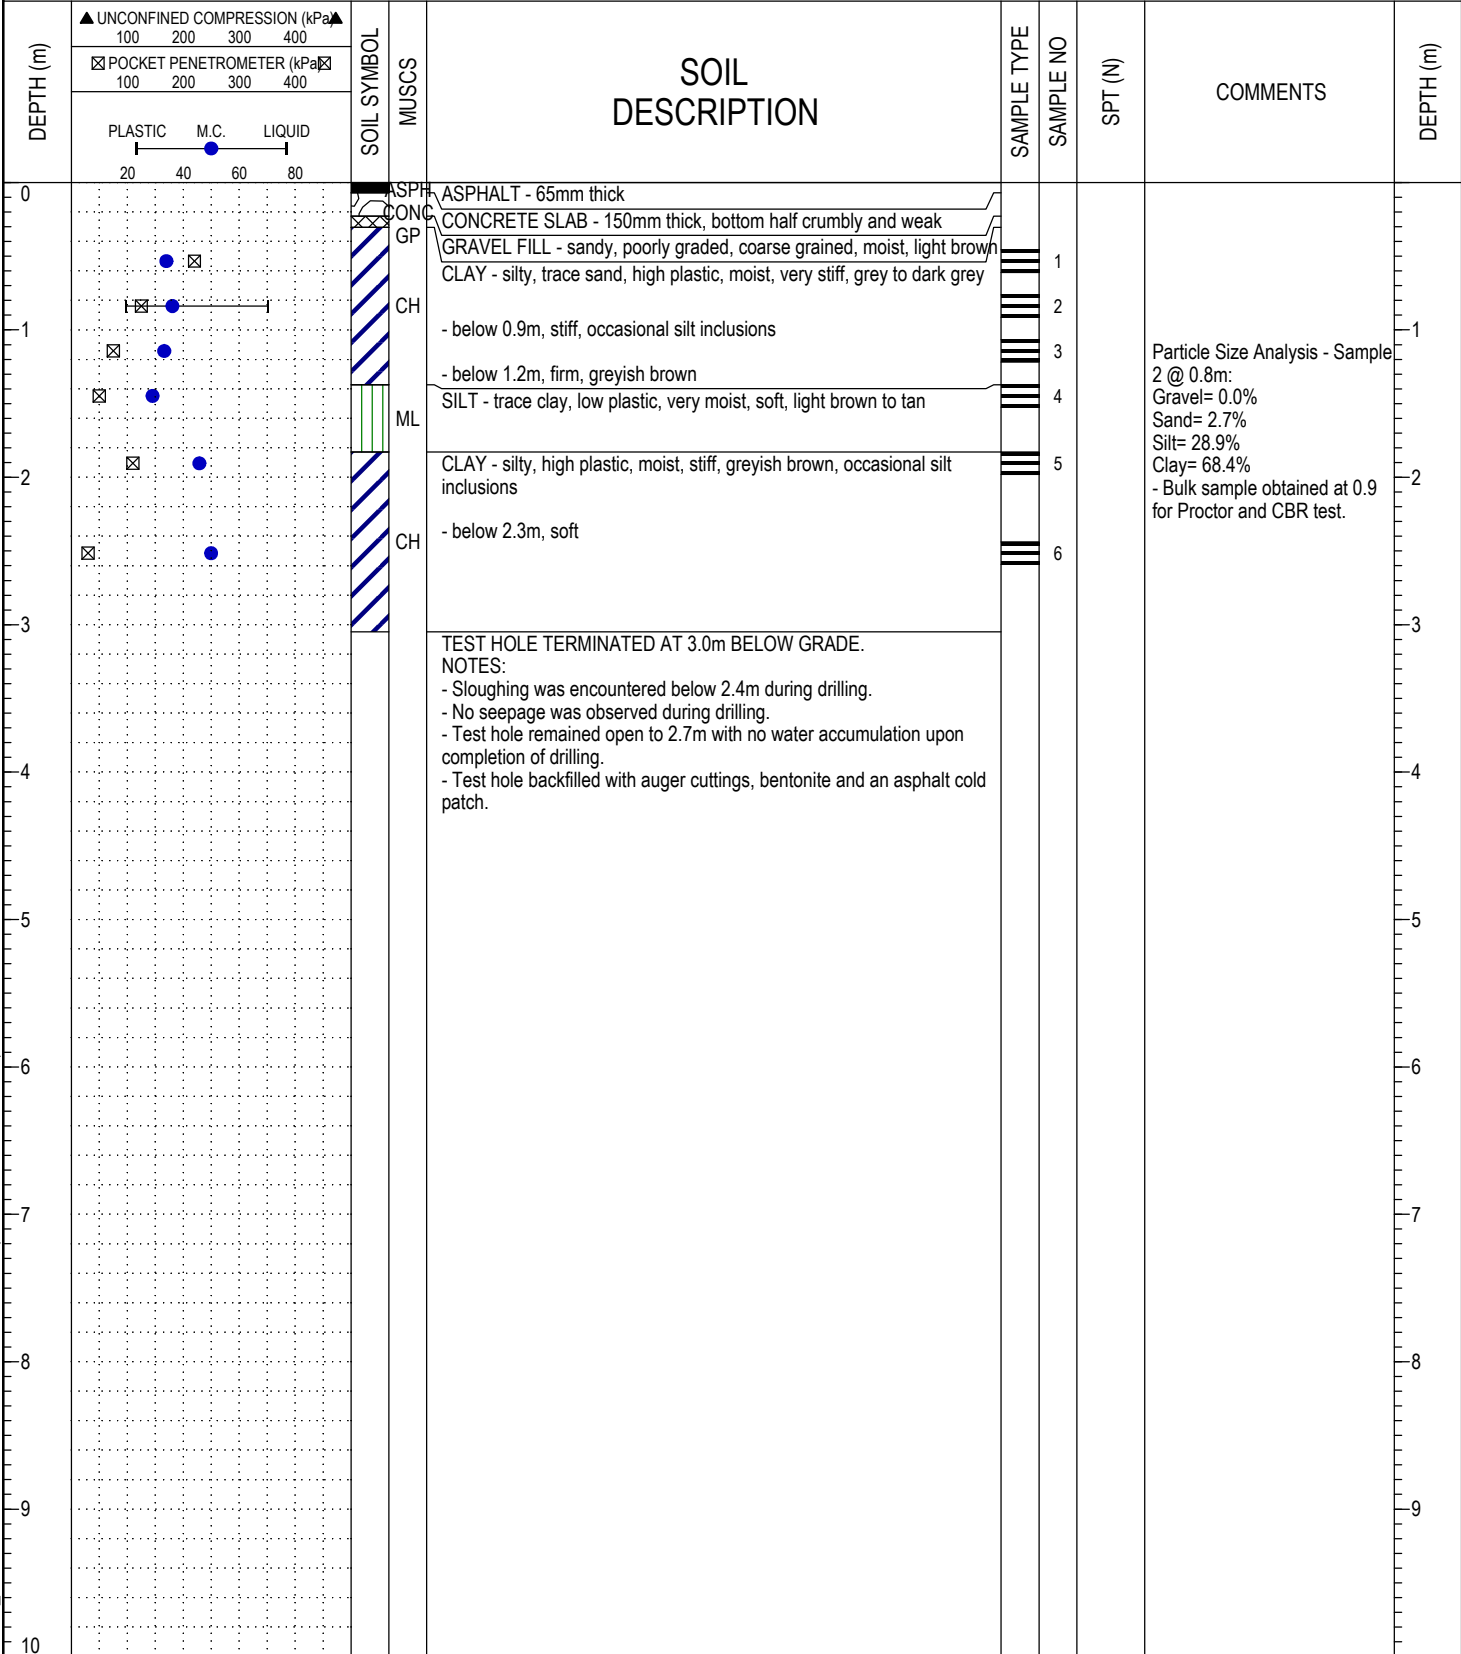 DEPTH (m)
▲ UNCONFINED COMPRESSION (kPa) ▲
100 200 300 400
☒ POCKET PENETROMETER (kPa) ☒
100 200 300 400
PLASTIC M.C. LIQUID
20 40 60 80
SOIL SYMBOL
MUSCS
SOIL
DESCRIPTION
SAMPLE TYPE
SAMPLE NO
SPT (N)
COMMENTS
DEPTH (m)
0
ASPH
ASPHALT - 65mm thick
CONC
CONCRETE SLAB - 150mm thick, bottom half crumbly and weak
GP
GRAVEL FILL - sandy, poorly graded, coarse grained, moist, light brown
1
CLAY - silty, trace sand, high plastic, moist, very stiff, grey to dark grey
CH
2
1
- below 0.9m, stiff, occasional silt inclusions
1
3
- below 1.2m, firm, greyish brown
4
SILT - trace clay, low plastic, very moist, soft, light brown to tan
ML
Particle Size Analysis - Sample
2 @ 0.8m:
Gravel= 0.0%
Sand= 2.7%
Silt= 28.9%
Clay= 68.4%
- Bulk sample obtained at 0.9
for Proctor and CBR test.
CLAY - silty, high plastic, moist, stiff, greyish brown, occasional silt
inclusions
5
2
2
- below 2.3m, soft
CH
6
3
3
TEST HOLE TERMINATED AT 3.0m BELOW GRADE.
NOTES:
- Sloughing was encountered below 2.4m during drilling.
- No seepage was observed during drilling.
- Test hole remained open to 2.7m with no water accumulation upon
completion of drilling.
- Test hole backfilled with auger cuttings, bentonite and an asphalt cold
patch.
4
4
5
5
6
6
7
7
8
8
9
9
10